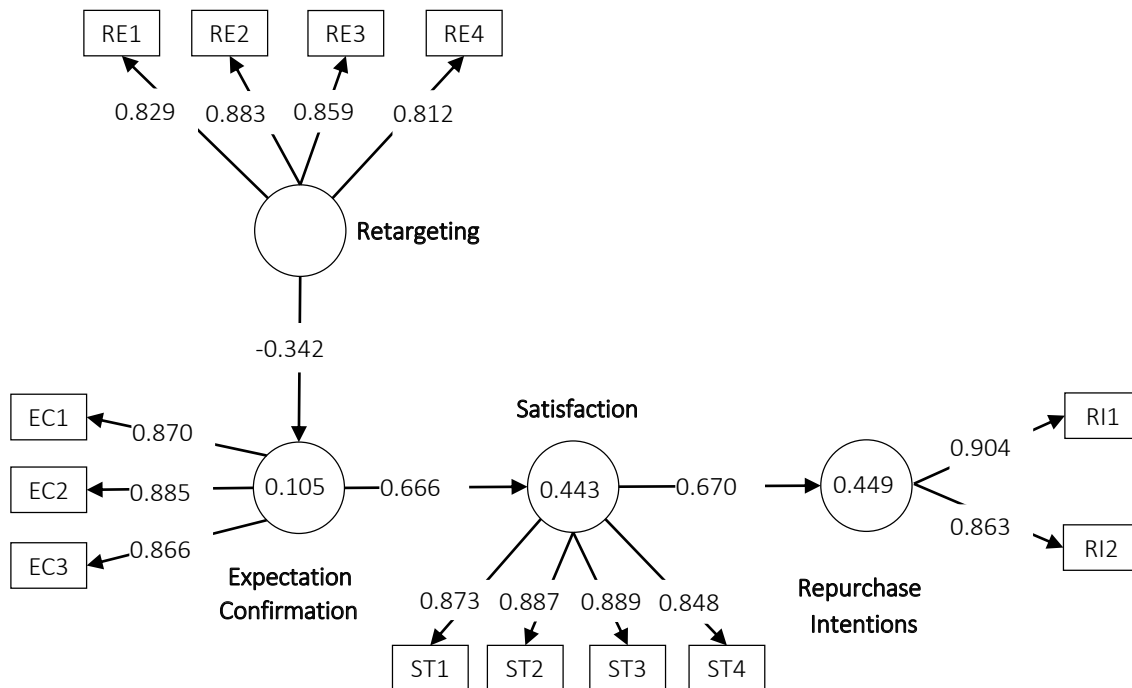 RE1 RE2 RE3 RE4
0.829 0.883 0.859 0.812
Retargeting
-0.342
EC1
0.870
EC2
0.885
EC3
0.866
0.105
Expectation
Confirmation
0.666
Satisfaction
0.443
0.873 0.887 0.889 0.848
ST1 ST2 ST3 ST4
0.670
0.449
Repurchase
Intentions
0.904
RI1
0.863
RI2